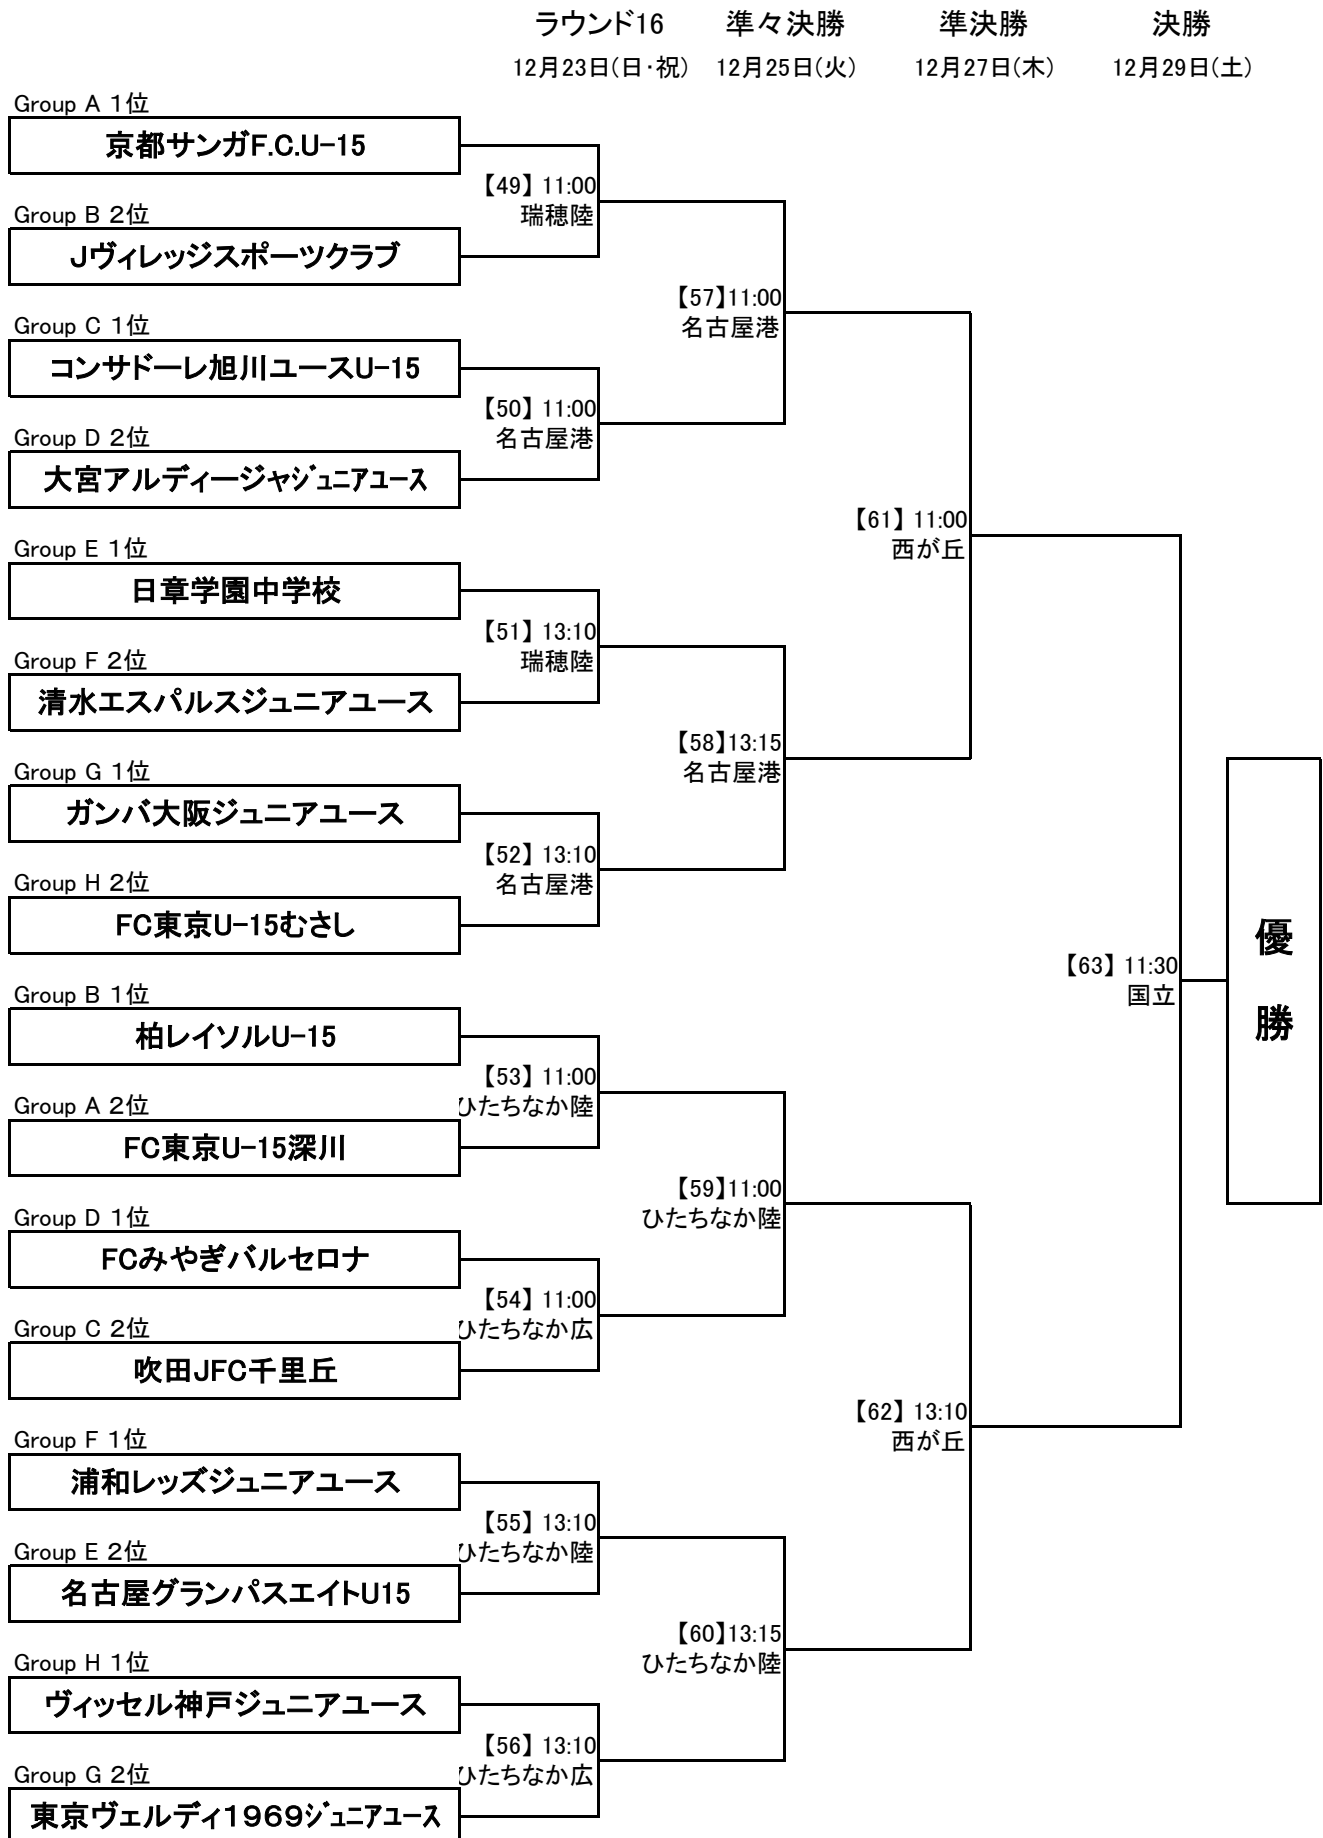 ラウンド16 準々決勝 準決勝 決勝
12月23日(日・祝) 12月25日(火) 12月27日(木) 12月29日(土)
Group A 1位
京都サンガF.C.U-15
【49】 11:00
瑞穂陸
Group B 2位
Jヴィレッジスポーツクラブ
【57】11:00
名古屋港
Group C 1位
コンサドーレ旭川ユースU-15
【50】 11:00
名古屋港
Group D 2位
大宮アルディージャジュニアユース
【61】 11:00
西が丘
Group E 1位
日章学園中学校
【51】 13:10
瑞穂陸
Group F 2位
清水エスパルスジュニアユース
【58】13:15
名古屋港
Group G 1位
ガンバ大阪ジュニアユース
【52】 13:10
名古屋港
Group H 2位
FC東京U-15むさし
【63】 11:30
国立
優
勝
Group B 1位
柏レイソルU-15
【53】 11:00
ひたちなか陸
Group A 2位
FC東京U-15深川
【59】11:00
ひたちなか陸
Group D 1位
FCみやぎバルセロナ
【54】 11:00
ひたちなか広
Group C 2位
吹田JFC千里丘
【62】 13:10
西が丘
Group F 1位
浦和レッズジュニアユース
【55】 13:10
ひたちなか陸
Group E 2位
名古屋グランパスエイトU15
【60】13:15
ひたちなか陸
Group H 1位
ヴィッセル神戸ジュニアユース
【56】 13:10
ひたちなか広
Group G 2位
東京ヴェルディ1969ジュニアユース